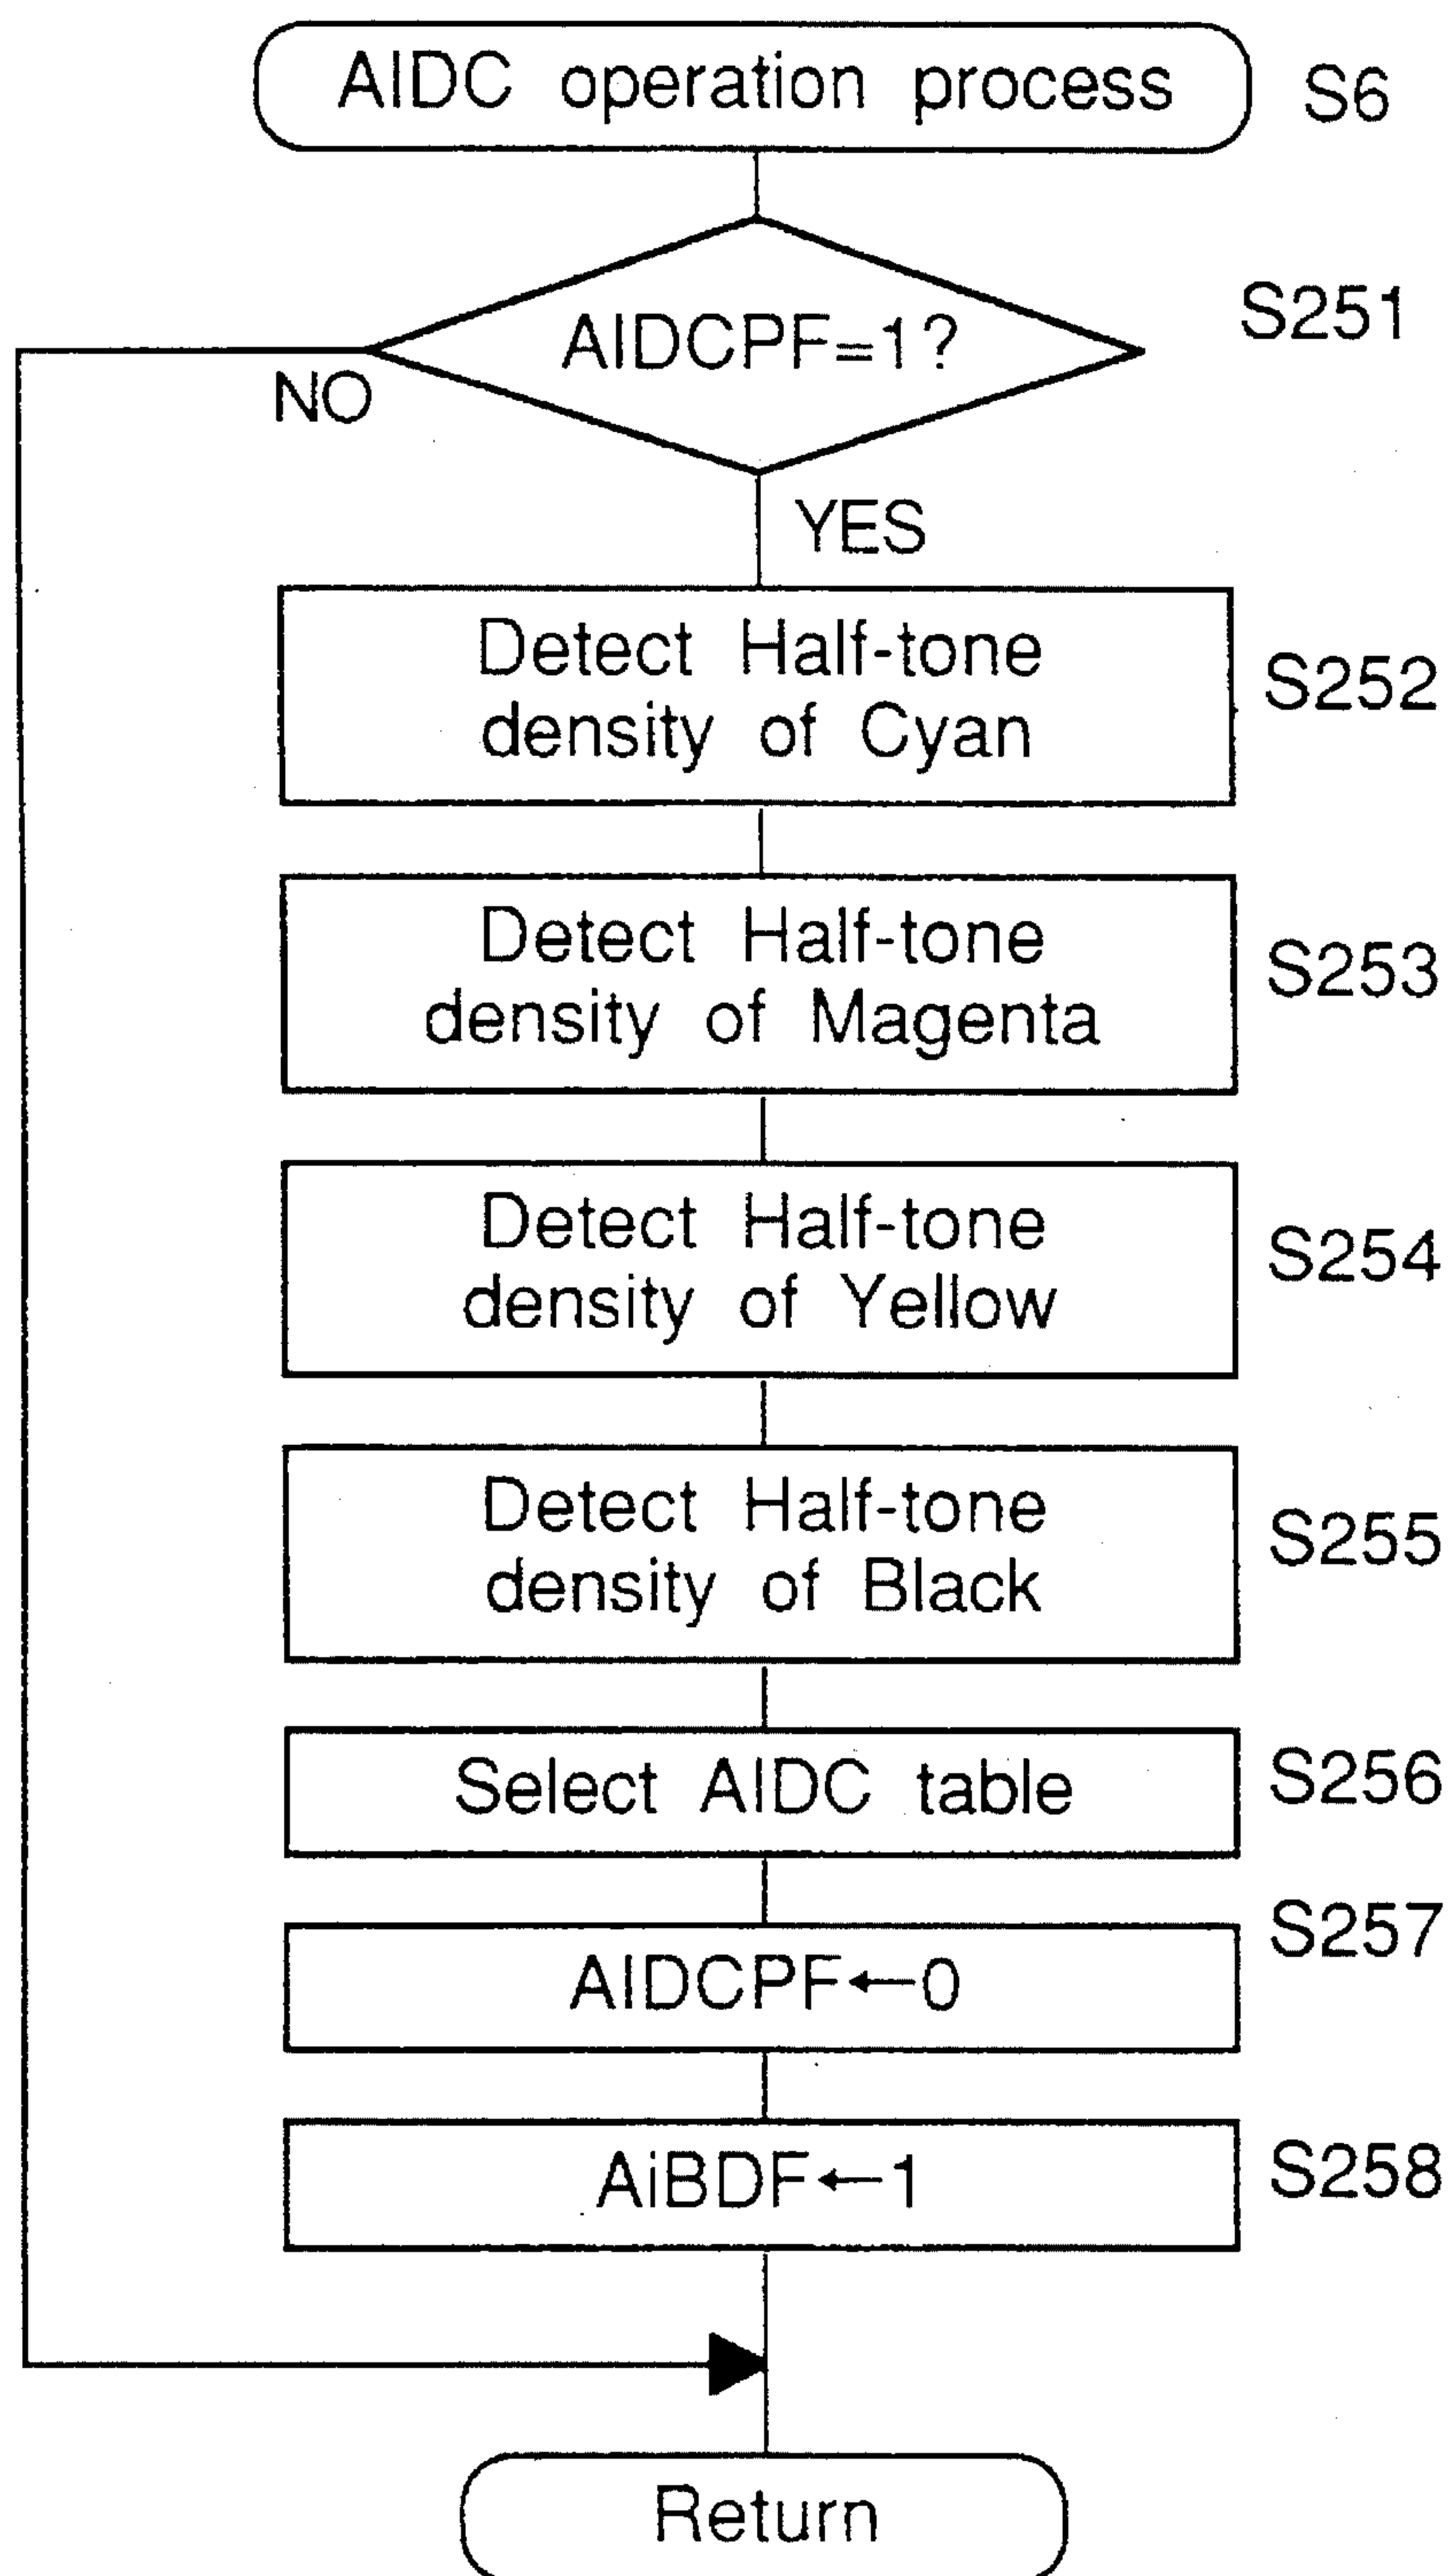 AIDC operation process
S6
AIDCPF=1?
S251
NO
YES
Detect Half-tone
density of Cyan
S252
Detect Half-tone
density of Magenta
S253
Detect Half-tone
density of Yellow
S254
Detect Half-tone
density of Black
S255
Select AIDC table
S256
AIDCPF←0
S257
AiBDF←1
S258
Return